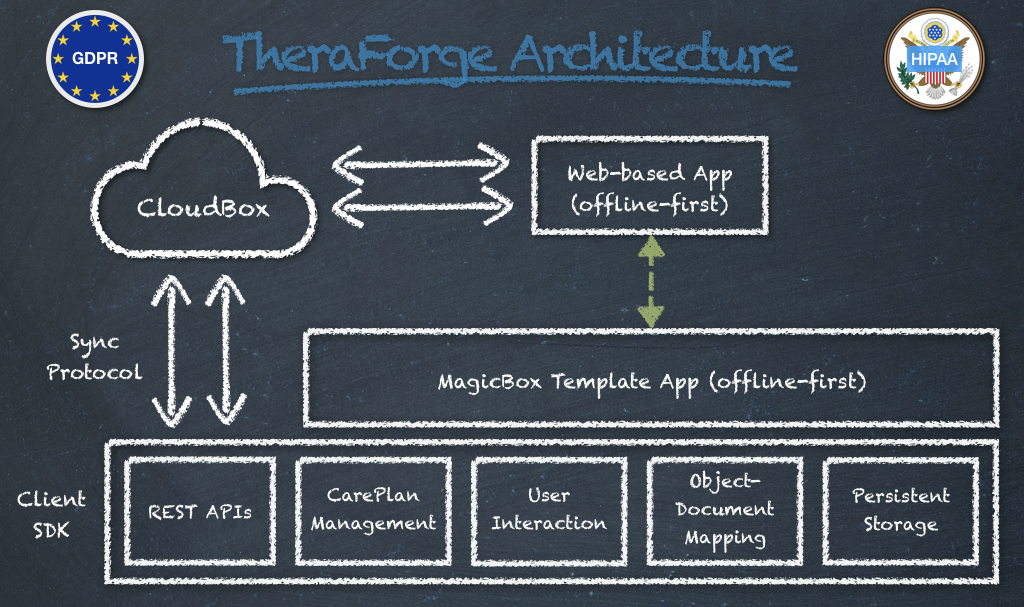 GDPR
TheraForge Architecture
HIPAA
CloudBox
Web-based App
(offline-first)
Sync
Protocol
MagicBox Template App (offline-first)
Client
SDK
REST APIs
CarePlan
Management
User
Interaction
Object-
Document
Mapping
Persistent
Storage